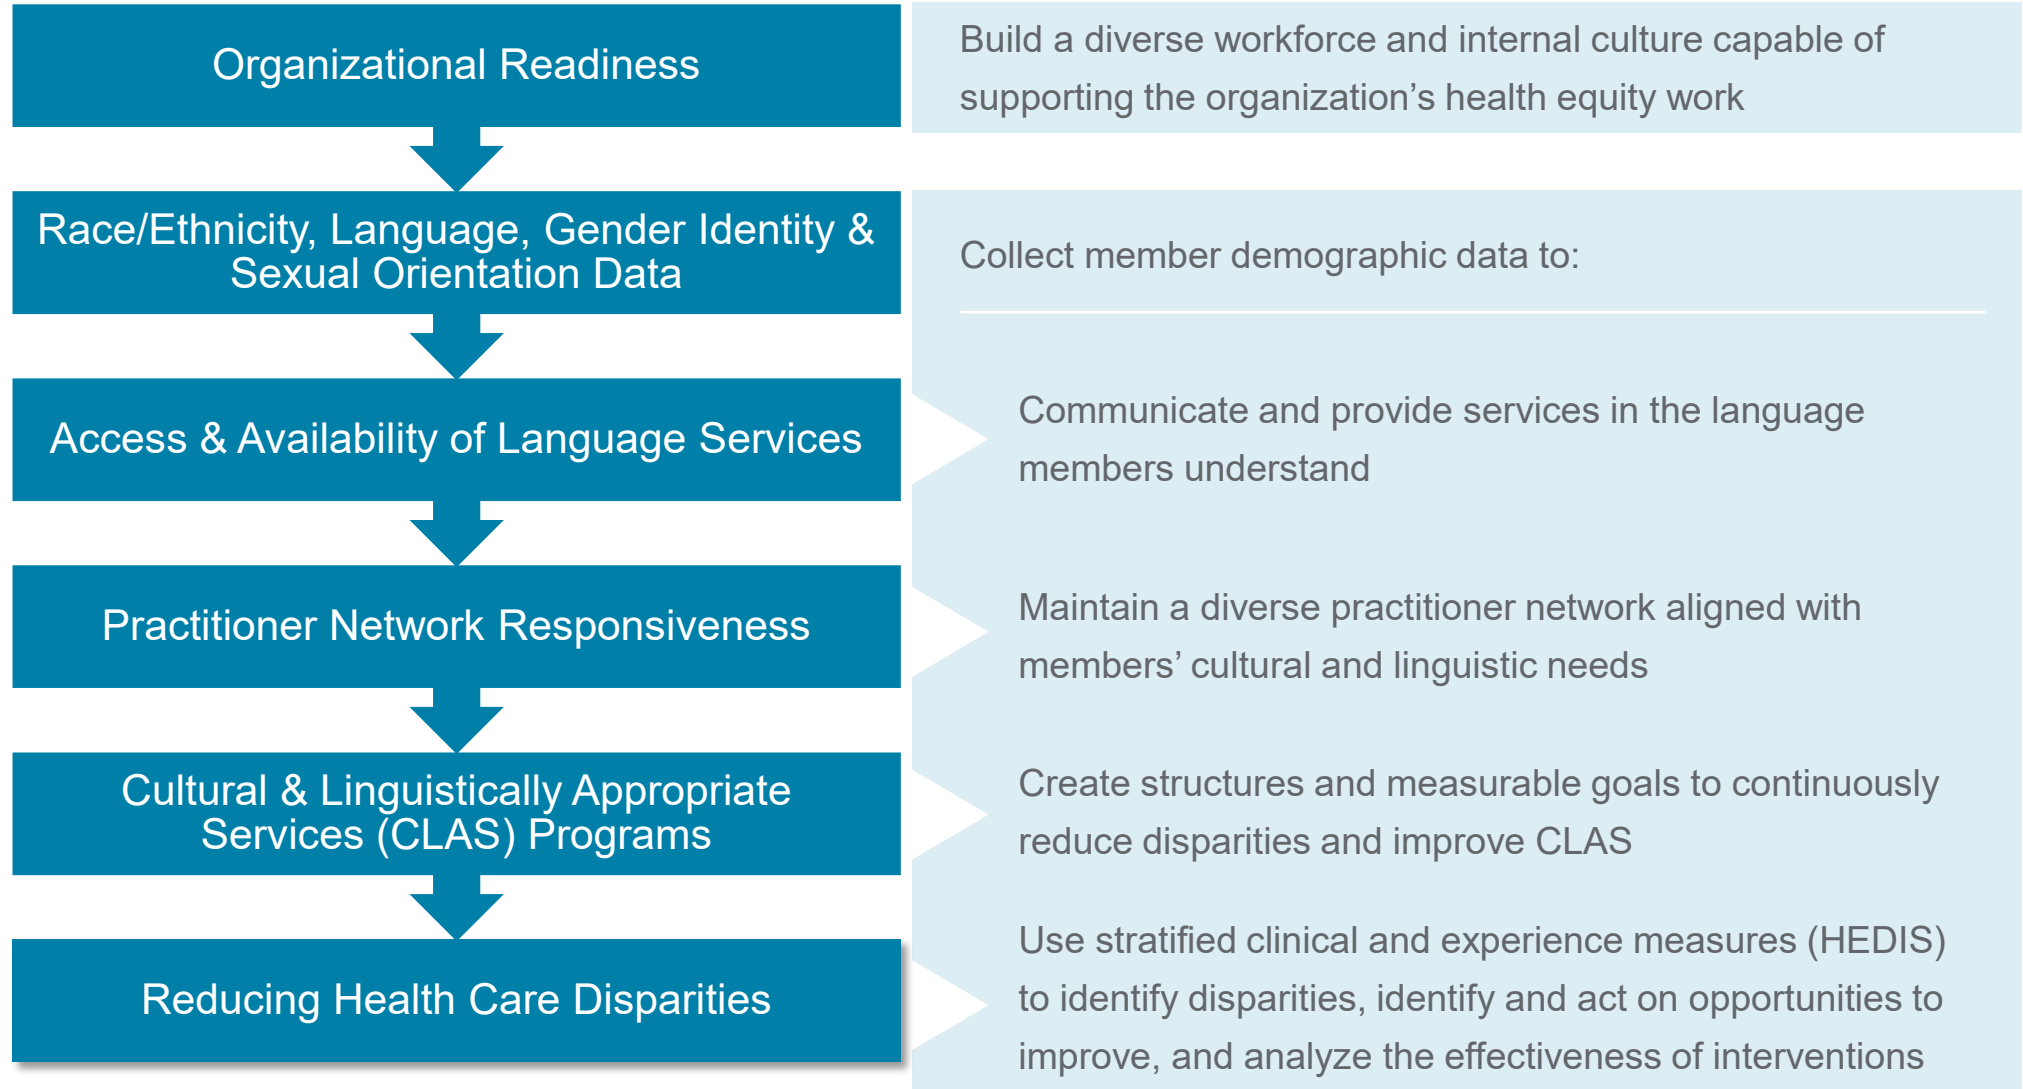 Organizational Readiness
Build a diverse workforce and internal culture capable of
supporting the organization’s health equity work
Race/Ethnicity, Language, Gender Identity &
Sexual Orientation Data
Collect member demographic data to:
Access & Availability of Language Services
Communicate and provide services in the language
members understand
Practitioner Network Responsiveness
Maintain a diverse practitioner network aligned with
members’ cultural and linguistic needs
Cultural & Linguistically Appropriate
Services (CLAS) Programs
Create structures and measurable goals to continuously
reduce disparities and improve CLAS
Reducing Health Care Disparities
Use stratified clinical and experience measures (HEDIS)
to identify disparities, identify and act on opportunities to
improve, and analyze the effectiveness of interventions